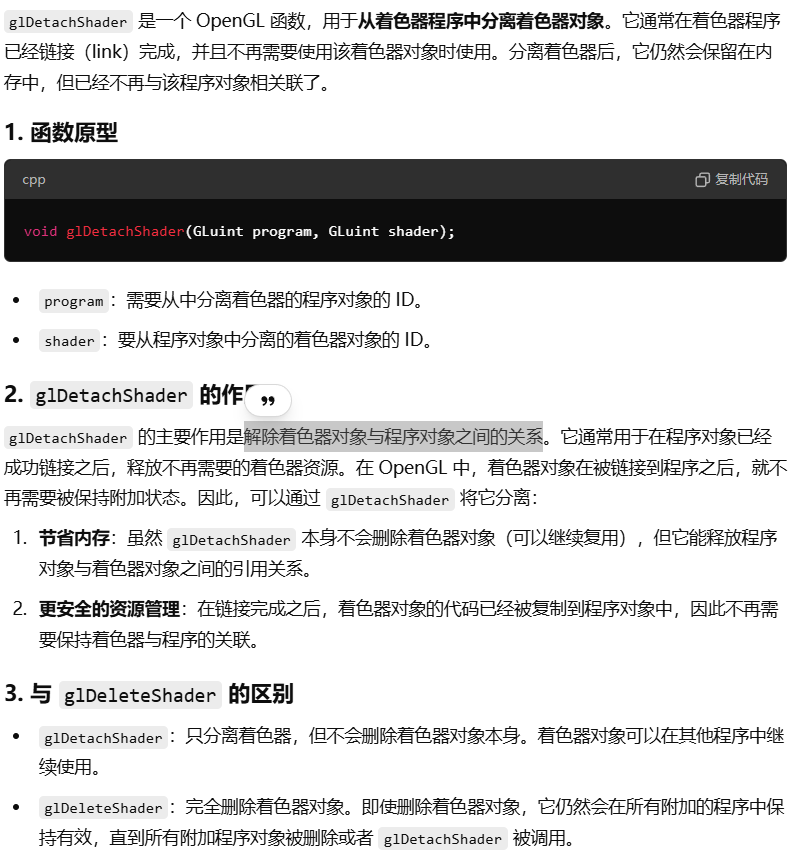 glDetachShader 是一个 OpenGL 函数，用于从着色器程序中分离着色器对象。它通常在着色器程序
已经链接（link）完成，并且不再需要使用该着色器对象时使用。分离着色器后，它仍然会保留在内
存中，但已经不再与该程序对象相关联了。
1. 函数原型
cpp 复制代码
void glDetachShader(GLuint program, GLuint shader);
• program：需要从中分离着色器的程序对象的 ID。
• shader：要从程序对象中分离的着色器对象的 ID。
2. glDetachShader 的作
glDetachShader 的主要作用是解除着色器对象与程序对象之间的关系。它通常用于在程序对象已经
成功链接之后，释放不再需要的着色器资源。在 OpenGL 中，着色器对象在被链接到程序之后，就不
再需要被保持附加状态。因此，可以通过 glDetachShader 将它分离：
1. 节省内存：虽然 glDetachShader 本身不会删除着色器对象（可以继续复用），但它能释放程序
对象与着色器对象之间的引用关系。
2. 更安全的资源管理：在链接完成之后，着色器对象的代码已经被复制到程序对象中，因此不再需
要保持着色器与程序的关联。
3. 与 glDeleteShader 的区别
• glDetachShader：只分离着色器，但不会删除着色器对象本身。着色器对象可以在其他程序中继
续使用。
• glDeleteShader：完全删除着色器对象。即使删除着色器对象，它仍然会在所有附加的程序中保
持有效，直到所有附加程序对象被删除或者 glDetachShader 被调用。